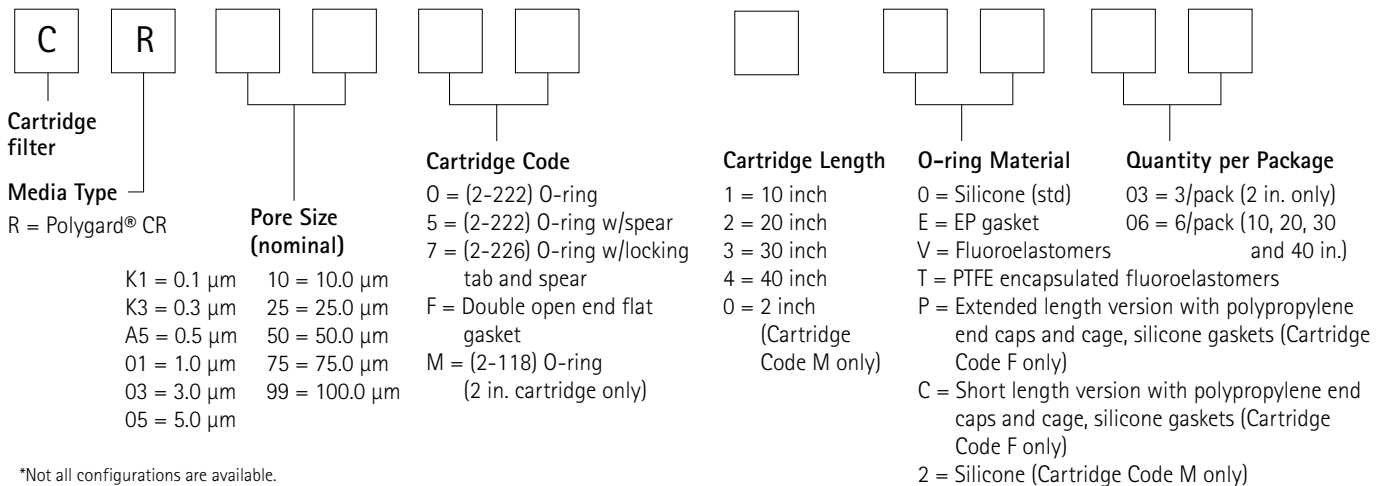 C R
Cartridge
filter
Media Type
R = Polygard® CR
Pore Size
(nominal)
K1 = 0.1 µm 10 = 10.0 µm
K3 = 0.3 µm 25 = 25.0 µm
A5 = 0.5 µm 50 = 50.0 µm
01 = 1.0 µm 75 = 75.0 µm
03 = 3.0 µm 99 = 100.0 µm
05 = 5.0 µm
Cartridge Code
0 = (2-222) O-ring
5 = (2-222) O-ring w/spear
7 = (2-226) O-ring w/locking
tab and spear
F = Double open end flat
gasket
M = (2-118) O-ring
(2 in. cartridge only)
Cartridge Length
1 = 10 inch
2 = 20 inch
3 = 30 inch
4 = 40 inch
0 = 2 inch
(Cartridge
Code M only)
O-ring Material
0 = Silicone (std)
E = EP gasket
V = Fluoroelastomers
T = PTFE encapsulated fluoroelastomers
P = Extended length version with polypropylene
end caps and cage, silicone gaskets (Cartridge
Code F only)
C = Short length version with polypropylene end
caps and cage, silicone gaskets (Cartridge
Code F only)
2 = Silicone (Cartridge Code M only)
Quantity per Package
03 = 3/pack (2 in. only)
06 = 6/pack (10, 20, 30
and 40 in.)
*Not all configurations are available.